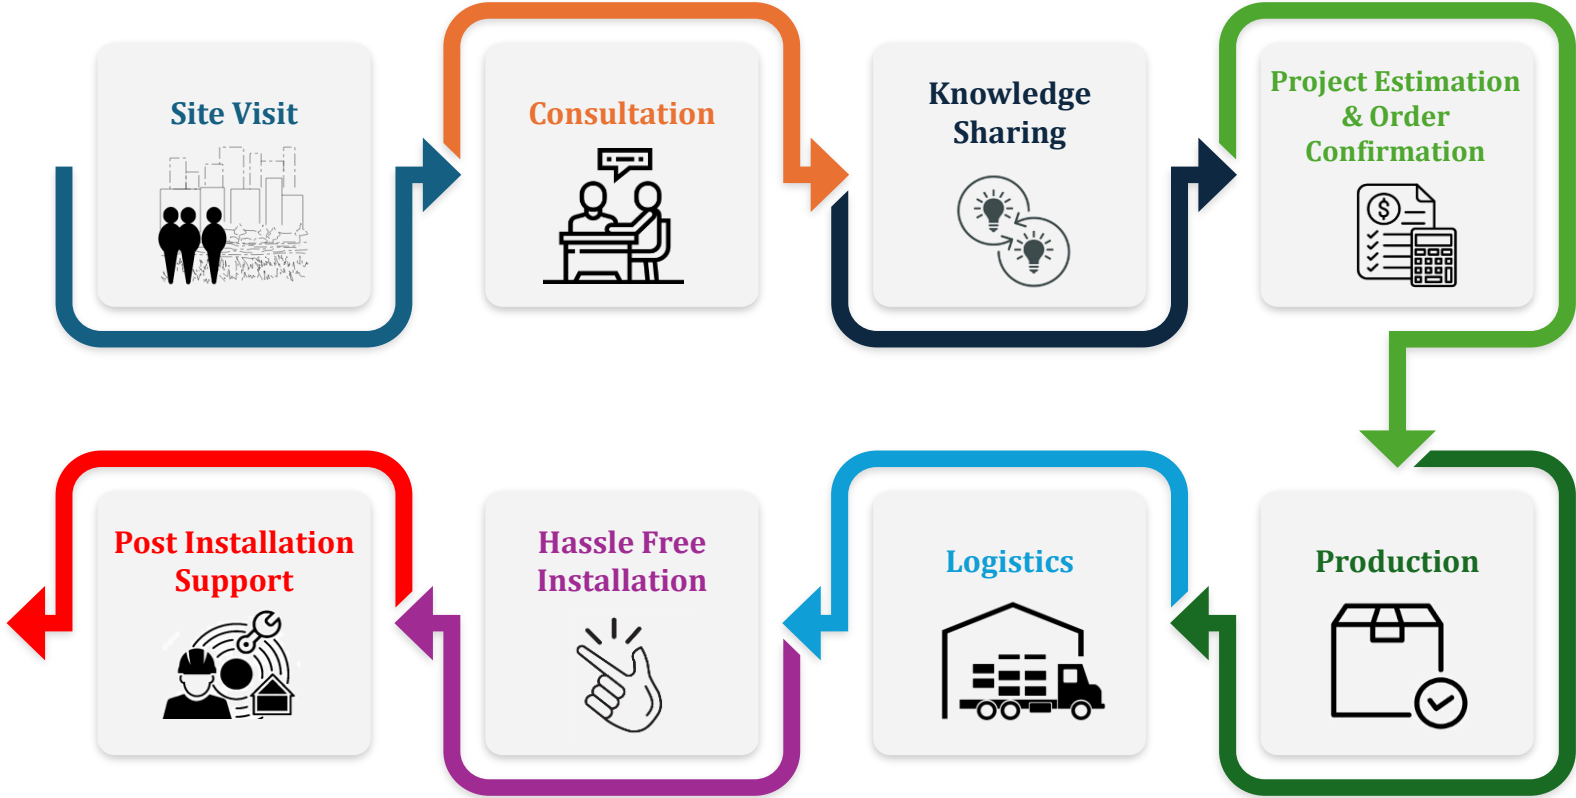 Site Visit
Consultation
Knowledge
Sharing
Project Estimation
& Order
Confirmation
Production
Logistics
Hassle Free
Installation
Post Installation
Support